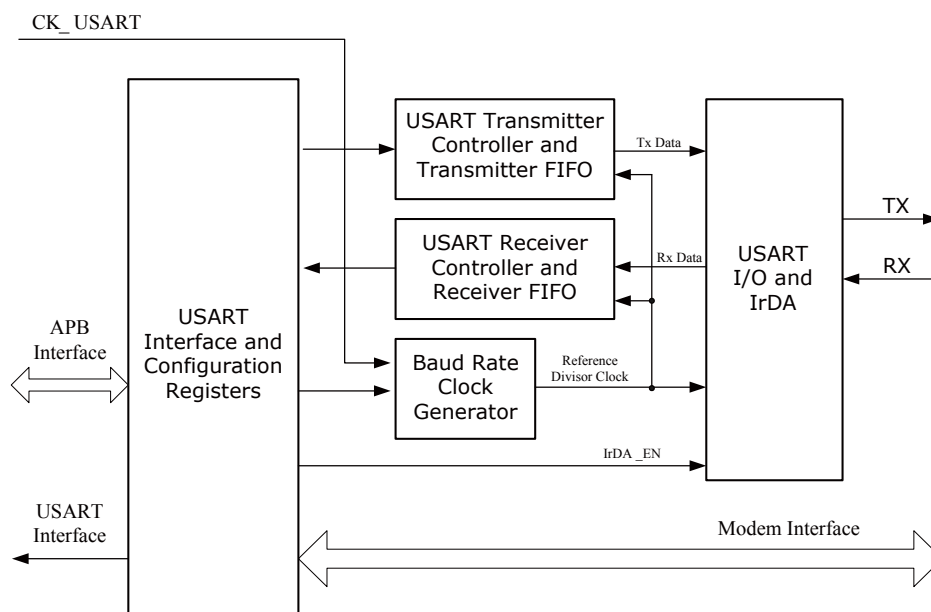 CK_ USART
USART Transmitter
Controller and
Transmitter FIFO
Tx Data
USART Receiver
Controller and
Receiver FIFO
Rx Data
TX
RX
USART
I/O and
IrDA
USART
Interface and
Configuration
Registers
APB
Interface
Baud Rate
Clock
Generator
Reference
Divisor Clock
IrDA _EN
USART
Interface
Modem Interface